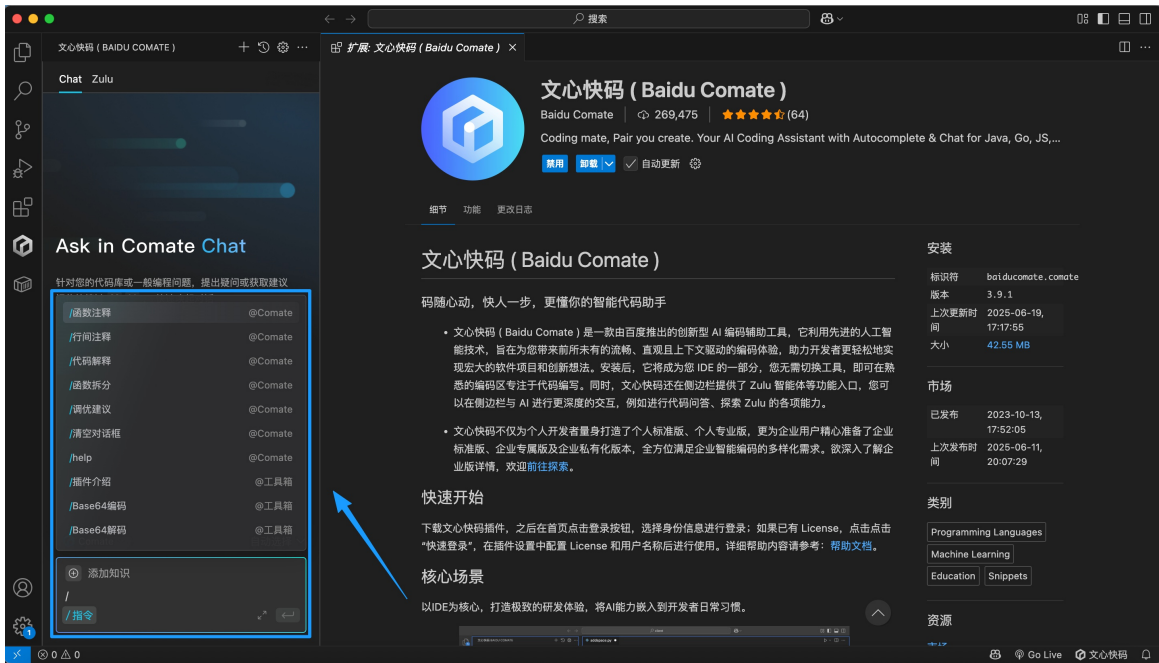 搜索
文心快码 ( BAIDU COMATE )
扩展: 文心快码 ( Baidu Comate )
Chat Zulu
Ask in Comate Chat
针对您的代码库或一般编程问题，提出疑问或获取建议
/函数注释 @Comate
/行间注释 @Comate
/代码解释 @Comate
/函数拆分 @Comate
/调优建议 @Comate
/清空对话框 @Comate
/help @Comate
/插件介绍 @工具箱
/Base64编码 @工具箱
/Base64解码 @工具箱
添加知识
/
/指令
文心快码 ( Baidu Comate )
Baidu Comate 269,475 (64)
Coding mate, Pair you create. Your AI Coding Assistant with Autocomplete & Chat for Java, Go, JS,...
禁用 卸载 自动更新
细节 功能 更改日志
文心快码 ( Baidu Comate )
码随心动，快人一步，更懂你的智能代码助手
• 文心快码 ( Baidu Comate ) 是一款由百度推出的创新型 AI 编码辅助工具，它利用先进的人工智
能技术，旨在为您带来前所未有的流畅、直观且上下文驱动的编码体验，助力开发者更轻松地实
现宏大的软件项目和创新想法。安装后，它将成为您 IDE 的一部分，您无需切换工具，即可在熟
悉的编码区专注于代码编写。同时，文心快码还在侧边栏提供了 Zulu 智能体等功能入口，您可
以在侧边栏与 AI 进行更深度的交互，例如进行代码问答、探索 Zulu 的各项能力。
• 文心快码不仅为个人开发者量身打造了个人标准版、个人专业版，更为企业用户精心准备了企业
标准版、企业专属版及企业私有化版本，全方位满足企业智能编码的多样化需求。欲深入了解企
业版详情，欢迎前往探索。
快速开始
下载文心快码插件，之后在首页点击登录按钮，选择身份信息进行登录；如果已有 License，点击点击
“快速登录”，在插件设置中配置 License 和用户名称后进行使用。详细帮助内容请参考：帮助文档。
核心场景
以IDE为核心，打造极致的研发体验，将AI能力嵌入到开发者日常习惯。
安装
标识符 baiducomate.comate
版本 3.9.1
上次更新时 2025-06-19,
间 17:17:55
大小 42.55 MB
市场
已发布 2023-10-13,
17:52:05
上次发布时 2025-06-11,
间 20:07:29
类别
Programming Languages
Machine Learning
Education Snippets
资源
1
0 0
Go Live 文心快码